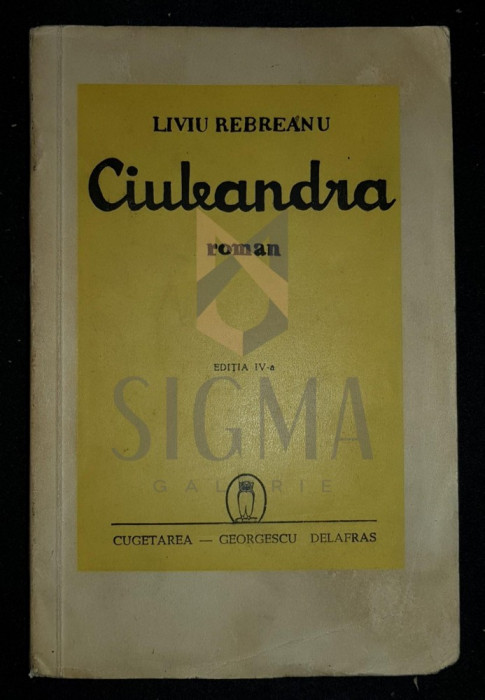 LIVIU REBREANU
Ciuleandra
roman
EDIȚIA IV-a
SIGMA
GALERIE
CUGETAREA — GEORGESCU DELAFRAS